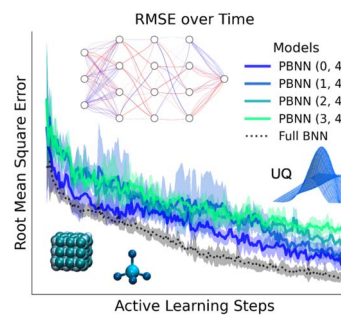 RMSE over Time
Models
PBNN (0, 4
PBNN (1, 4
PBNN (2, 4
PBNN (3, 4
Full BNN
UQ
Root Mean Square Error
Active Learning Steps